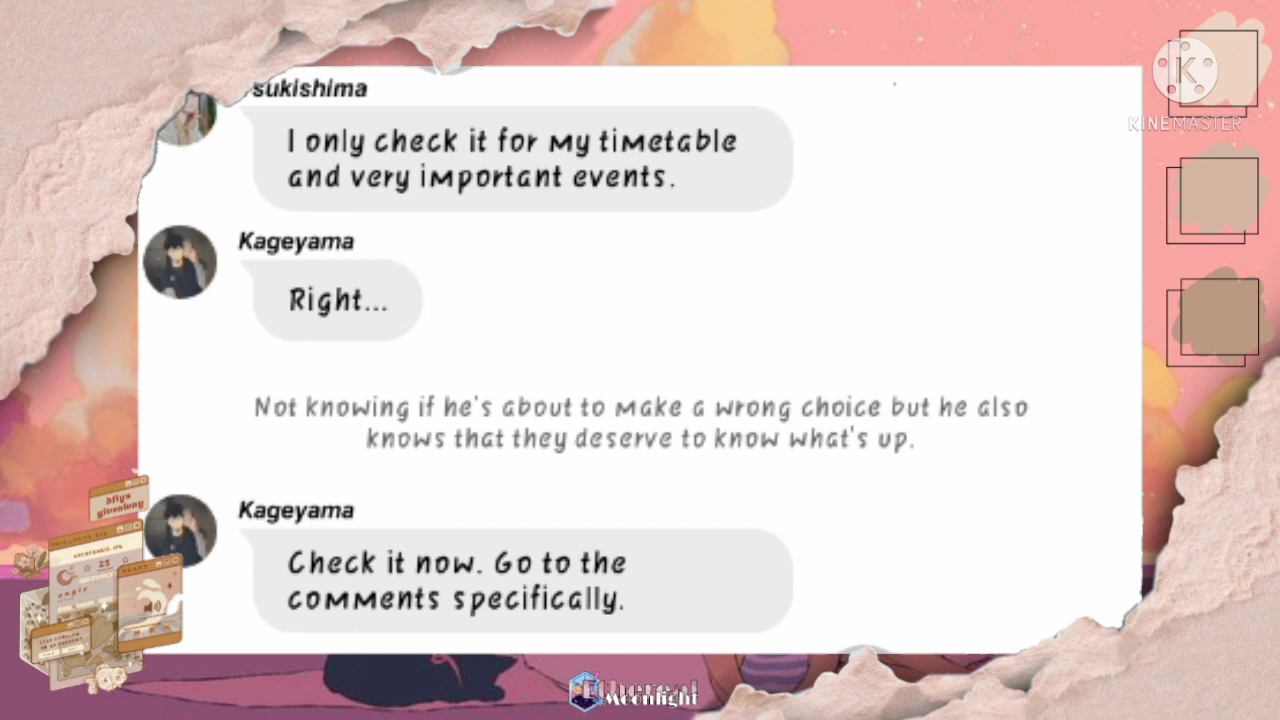 sukishima
I only check it for my timetable
and very important events.
Kageyama
Right...
Not knowing if he's about to make a wrong choice but he also
knows that they deserve to know what's up.
Kageyama
Check it now. Go to the
comments specifically.
K
KINEMASTER
Ethereal
Moonlight